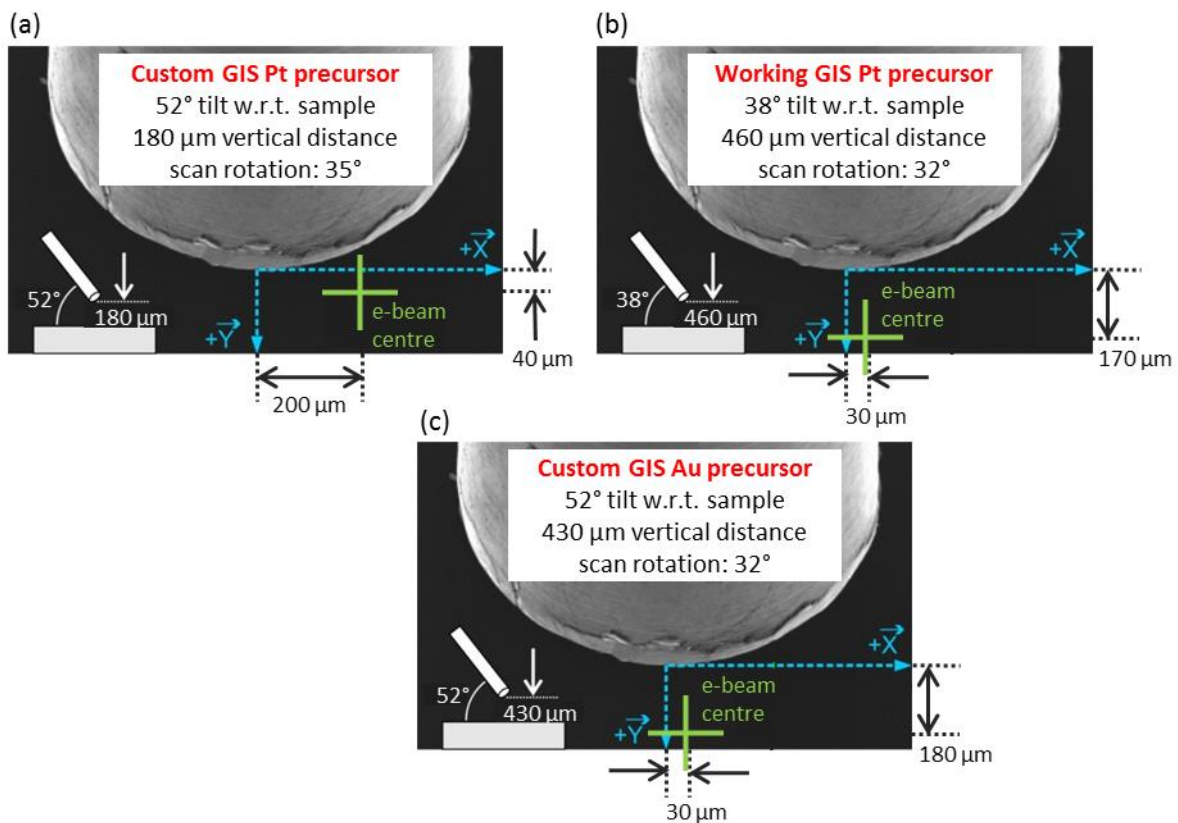 (a)
Custom GIS Pt precursor
52° tilt w.r.t. sample
180 µm vertical distance
scan rotation: 35°
+X
52°
180 µm
+Y
e-beam
centre
40 µm
200 µm
(b)
Working GIS Pt precursor
38° tilt w.r.t. sample
460 µm vertical distance
scan rotation: 32°
+X
38°
460 µm
e-beam
centre
+Y
170 µm
30 µm
(c)
Custom GIS Au precursor
52° tilt w.r.t. sample
430 µm vertical distance
scan rotation: 32°
+X
52°
430 µm
e-beam
centre
+Y
180 µm
30 µm